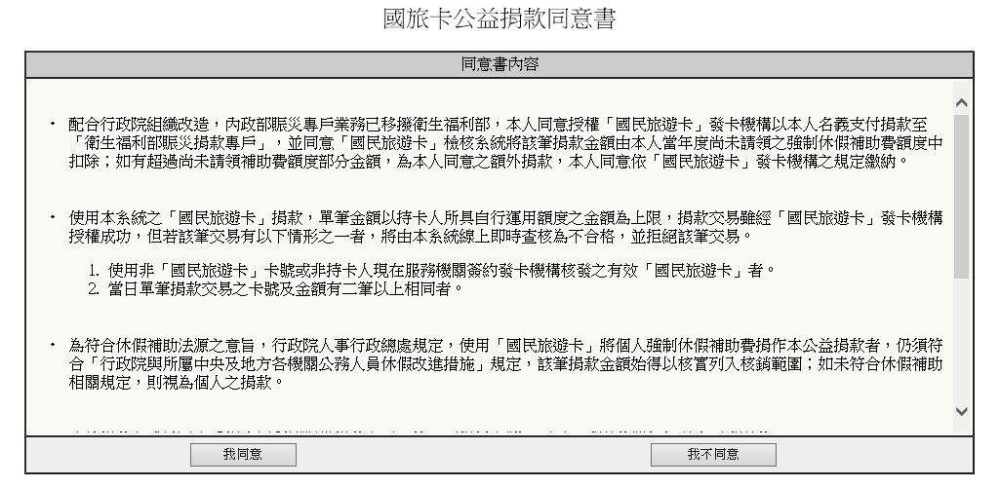 國旅卡公益捐款同意書
同意書內容
· 配合行政院組織改造，內政部賑災專戶業務已移撥衛生福利部，本人同意授權「國民旅遊卡」發卡機構以本人名義支付捐款至
「衛生福利部賑災捐款專戶」，並同意「國民旅遊卡」檢核系統將該筆捐款金額由本人當年度尚未請領之強制休假補助費額度中
扣除；如有超過尚未請領補助費額度部分金額，為本人同意之額外捐款，本人同意依「國民旅遊卡」發卡機構之規定繳納。
· 使用本系統之「國民旅遊卡」捐款，單筆金額以持卡人所具自行運用額度之金額為上限，捐款交易雖經「國民旅遊卡」發卡機構
授權成功，但若該筆交易有以下情形之一者，將由本系統線上即時查核為不合格，並拒絕該筆交易。
1. 使用非「國民旅遊卡」卡號或非持卡人現在服務機關簽約發卡機構核發之有效「國民旅遊卡」者。
2. 當日單筆捐款交易之卡號及金額有二筆以上相同者。
· 為符合休假補助法源之意旨，行政院人事行政總處規定，使用「國民旅遊卡」將個人強制休假補助費捐作本公益捐款者，仍須符
合「行政院與所屬中央及地方各機關公務人員休假改進措施」規定，該筆捐款金額始得以核實列入核銷範圍；如未符合休假補助
相關規定，則視為個人之捐款。
我同意 我不同意